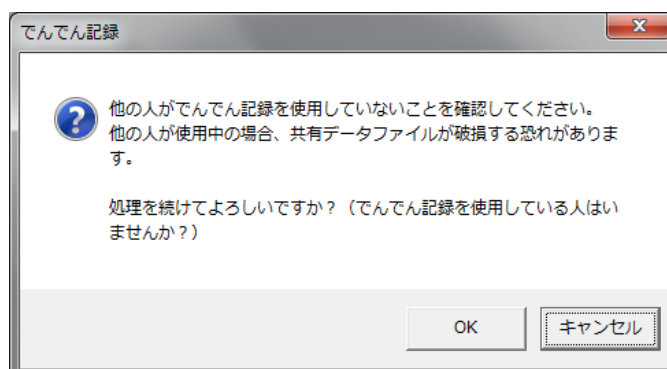 でんでん記録
他の人がでんでん記録を使用していないことを確認してください。
他の人が使用中の場合、共有データファイルが破損する恐れがありま
す。
処理を続けてよろしいですか？（でんでん記録を使用している人はい
ませんか？）
OK
キャンセル